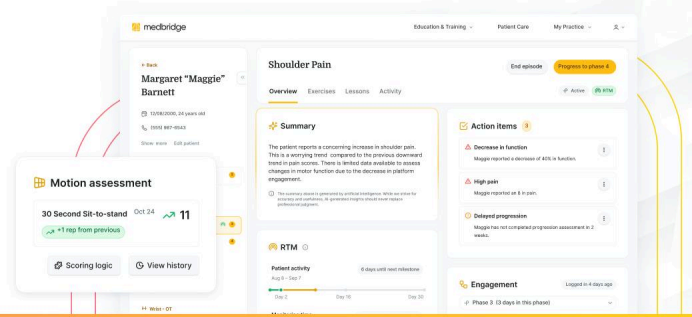 medbridge
Education & Training
Patient Care
My Practice
Back
Margaret “Maggie”
Barnett
12/08/2000, 24 years old
(555) 987-6543
Show more Edit patient
Shoulder Pain
End episode
Progress to phase 4
Overview
Exercises
Lessons
Activity
Active
RTM
Summary
The patient reports a concerning increase in shoulder pain.
This is a worrying trend compared to the previous downward
trend in pain scores. There is limited data available to assess
changes in motor function due to the decrease in platform
engagement.
The summary above is generated by artificial intelligence. While we strive for
accuracy and usefulness, AI-generated insights should never replace
professional judgment.
Action items 3
Decrease in function
Maggie reported a decrease of 40% in function.
High pain
Maggie reported an 8 in pain.
Delayed progression
Maggie has not completed progression assessment in 2
weeks.
Motion assessment
30 Second Sit-to-stand Oct 24 11
+1 rep from previous
Scoring logic
View history
RTM
Patient activity
6 days until next milestone
Aug 8 - Sep 7
Day 2
Day 16
Day 30
Engagement
Logged in 4 days ago
Phase 3 (3 days in this phase)
Wrist - OT